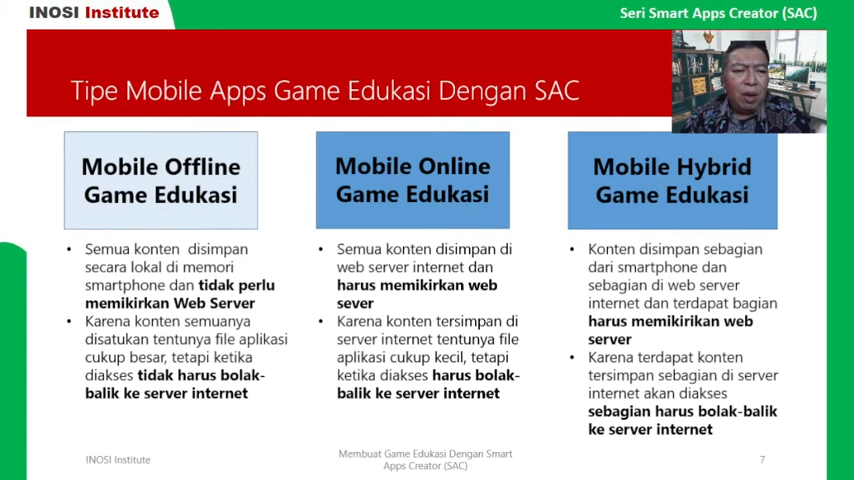 INOSI Institute
Seri Smart Apps Creator (SAC)
Tipe Mobile Apps Game Edukasi Dengan SAC
Mobile Offline
Game Edukasi
• Semua konten disimpan
secara lokal di memori
smartphone dan tidak perlu
memikirkan Web Server
• Karena konten semuanya
disatukan tentunya file aplikasi
cukup besar, tetapi ketika
diakses tidak harus bolak-
balik ke server internet
Mobile Online
Game Edukasi
• Semua konten disimpan di
web server internet dan
harus memikirkan web
sever
• Karena konten tersimpan di
server internet tentunya file
aplikasi cukup kecil, tetapi
ketika diakses harus bolak-
balik ke server internet
Mobile Hybrid
Game Edukasi
• Konten disimpan sebagian
dari smartphone dan
sebagian di web server
internet dan terdapat bagian
harus memikirikan web
server
• Karena terdapat konten
tersimpan sebagian di server
internet akan diakses
sebagian harus bolak-balik
ke server internet
INOSI Institute
Membuat Game Edukasi Dengan Smart
Apps Creator (SAC)
7